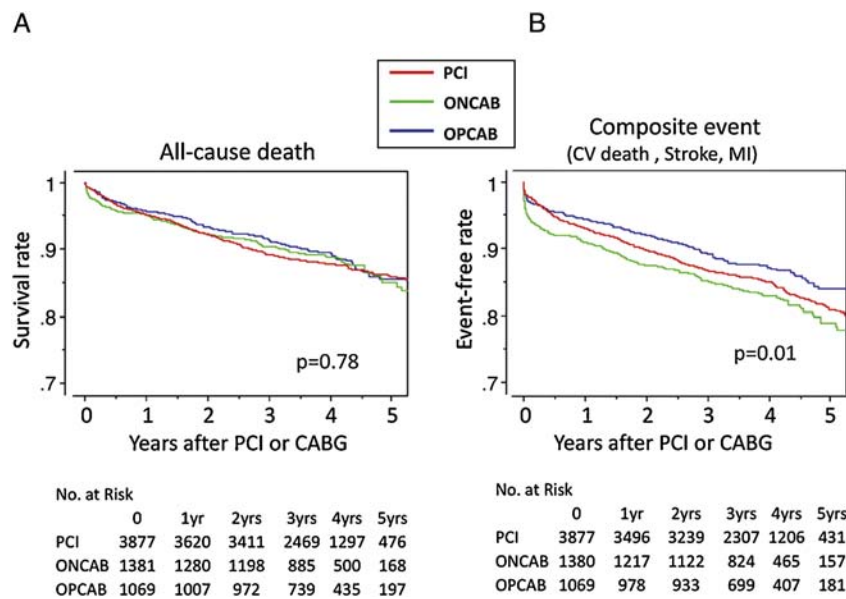 A
B
PCI
ONCAB
OPCAB
All-cause death
Composite event
(CV death , Stroke, MI)
Survival rate
1
.9
.8
.7
p=0.78
0 1 2 3 4 5
Years after PCI or CABG
Event-free rate
1
.9
.8
.7
p=0.01
0 1 2 3 4 5
Years after PCI or CABG
No. at Risk
0 1yr 2yrs 3yrs 4yrs 5yrs
PCI 3877 3620 3411 2469 1297 476
ONCAB 1381 1280 1198 885 500 168
OPCAB 1069 1007 972 739 435 197
No. at Risk
0 1yr 2yrs 3yrs 4yrs 5yrs
PCI 3877 3496 3239 2307 1206 431
ONCAB 1380 1217 1122 824 465 157
OPCAB 1069 978 933 699 407 181